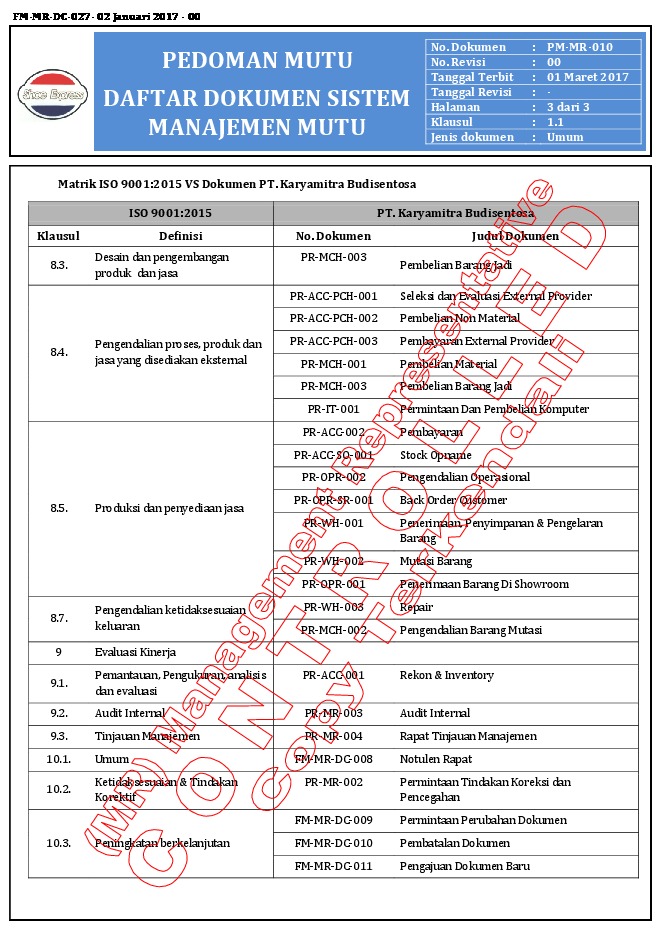 FM-MR-DC-027- 02 Januari 2017 - 00
Shoe Express
PEDOMAN MUTU
DAFTAR DOKUMEN SISTEM
MANAJEMEN MUTU
No. Dokumen : PM-MR-010
No. Revisi : 00
Tanggal Terbit : 01 Maret 2017
Tanggal Revisi : -
Halaman : 3 dari 3
Klausul : 1.1
Jenis dokumen : Umum
Matrik ISO 9001:2015 VS Dokumen PT. Karyamitra Budisentosa
ISO 9001:2015 PT. Karyamitra Budisentosa
Klausul Definisi No. Dokumen Judul Dokumen
8.3. Desain dan pengembangan produk dan jasa PR-MCH-003 Pembelian Barang Jadi
8.4. Pengendalian proses, produk dan jasa yang disediakan eksternal
PR-ACC-PCH-001 Seleksi dan Evaluasi External Provider
PR-ACC-PCH-002 Pembelian Non Material
PR-ACC-PCH-003 Pembayaran External Provider
PR-MCH-001 Pembelian Material
PR-MCH-003 Pembelian Barang Jadi
PR-IT-001 Permintaan Dan Pembelian Komputer
8.5. Produksi dan penyediaan jasa
PR-ACC-002 Pembayaran
PR-ACC-SO-001 Stock Opname
PR-OPR-002 Pengendalian Operasional
PR-OPR-SR-001 Back Order Customer
PR-WH-001 Penerimaan, Penyimpanan & Pengelaran
Barang
PR-WH-002 Mutasi Barang
PR-OPR-001 Penerimaan Barang Di Showroom
8.7. Pengendalian ketidaksesuaian keluaran
PR-WH-003 Repair
PR-MCH-002 Pengendalian Barang Mutasi
9 Evaluasi Kinerja
9.1. Pemantauan, Pengukuran, analisis dan evaluasi PR-ACC-001 Rekon & Inventory
9.2. Audit Internal PR-MR-003 Audit Internal
9.3. Tinjauan Manajemen PR-MR-004 Rapat Tinjauan Manajemen
10.1. Umum FM-MR-DG-008 Notulen Rapat
10.2. Ketidaksesuaian & Tindakan Korektif PR-MR-002 Permintaan Tindakan Koreksi dan Pencegahan
10.3. Peningkatan berkelanjutan
FM-MR-DG-009 Permintaan Perubahan Dokumen
FM-MR-DG-010 Pembatalan Dokumen
FM-MR-DG-011 Pengajuan Dokumen Baru
(MR) Management Representative
CONTROLLED
Copy Terkendali